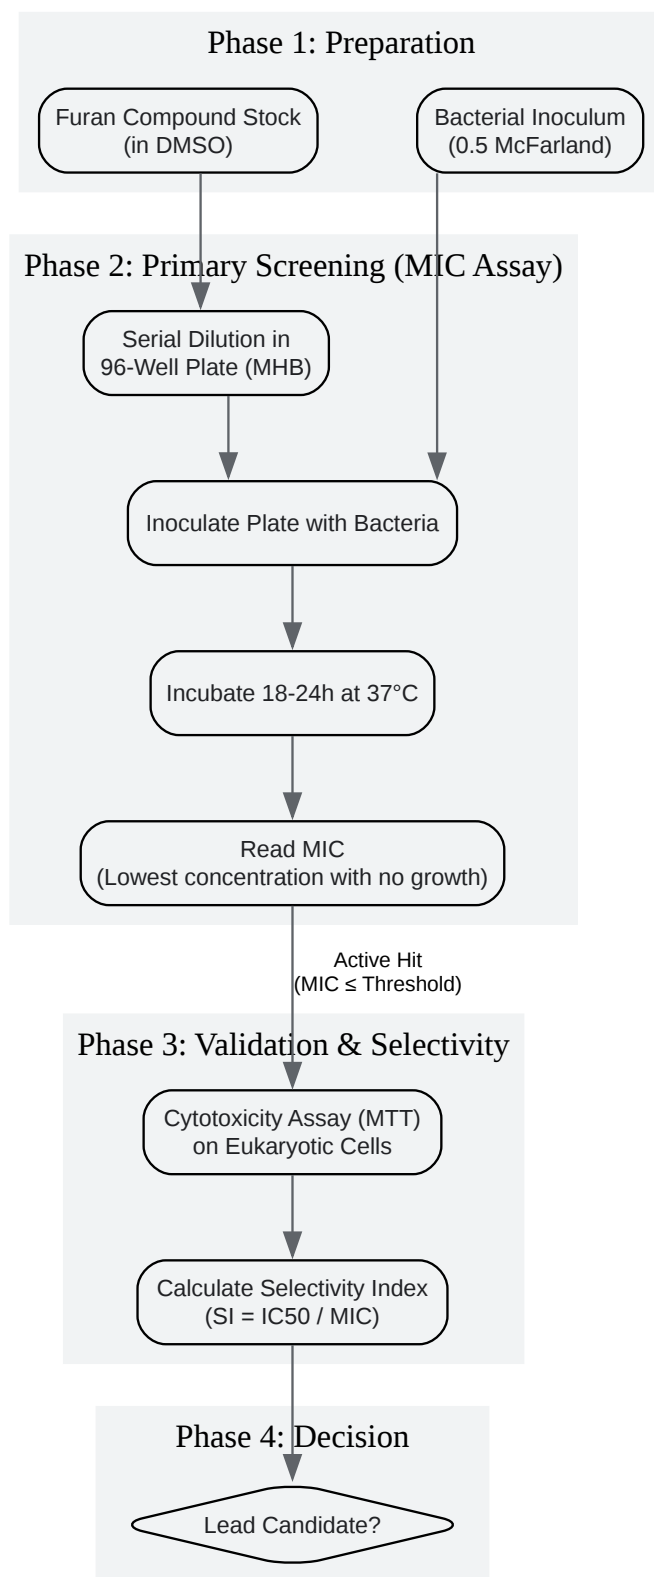 Phase 1: Preparation
Furan Compound Stock
(in DMSO)
Bacterial Inoculum
(0.5 McFarland)
Phase 2: Primary Screening (MIC Assay)
Serial Dilution in
96-Well Plate (MHB)
Inoculate Plate with Bacteria
Incubate 18-24h at 37°C
Read MIC
(Lowest concentration with no growth)
Active Hit
(MIC ≤ Threshold)
Phase 3: Validation & Selectivity
Cytotoxicity Assay (MTT)
on Eukaryotic Cells
Calculate Selectivity Index
(SI = IC50 / MIC)
Phase 4: Decision
Lead Candidate?